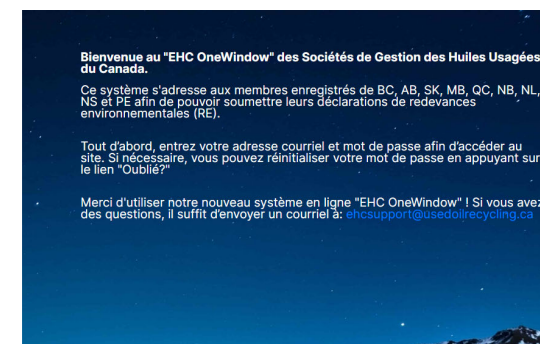 Bienvenue au "EHC OneWindow" des Sociétés de Gestion des Huiles Usagées
du Canada.
Ce système s'adresse aux membres enregistrés de BC, AB, SK, MB, QC, NB, NL,
NS et PE afin de pouvoir soumettre leurs déclarations de redevances
environnementales (RE).
Tout d’abord, entrez votre adresse courriel et mot de passe afin d’accéder au
site. Si nécessaire, vous pouvez réinitialiser votre mot de passe en appuyant sur
le lien "Oublié?"
Merci d'utiliser notre nouveau système en ligne "EHC OneWindow" ! Si vous avez
des questions, il suffit d’envoyer un courriel à: ehcsupport@usedoilrecycling.ca